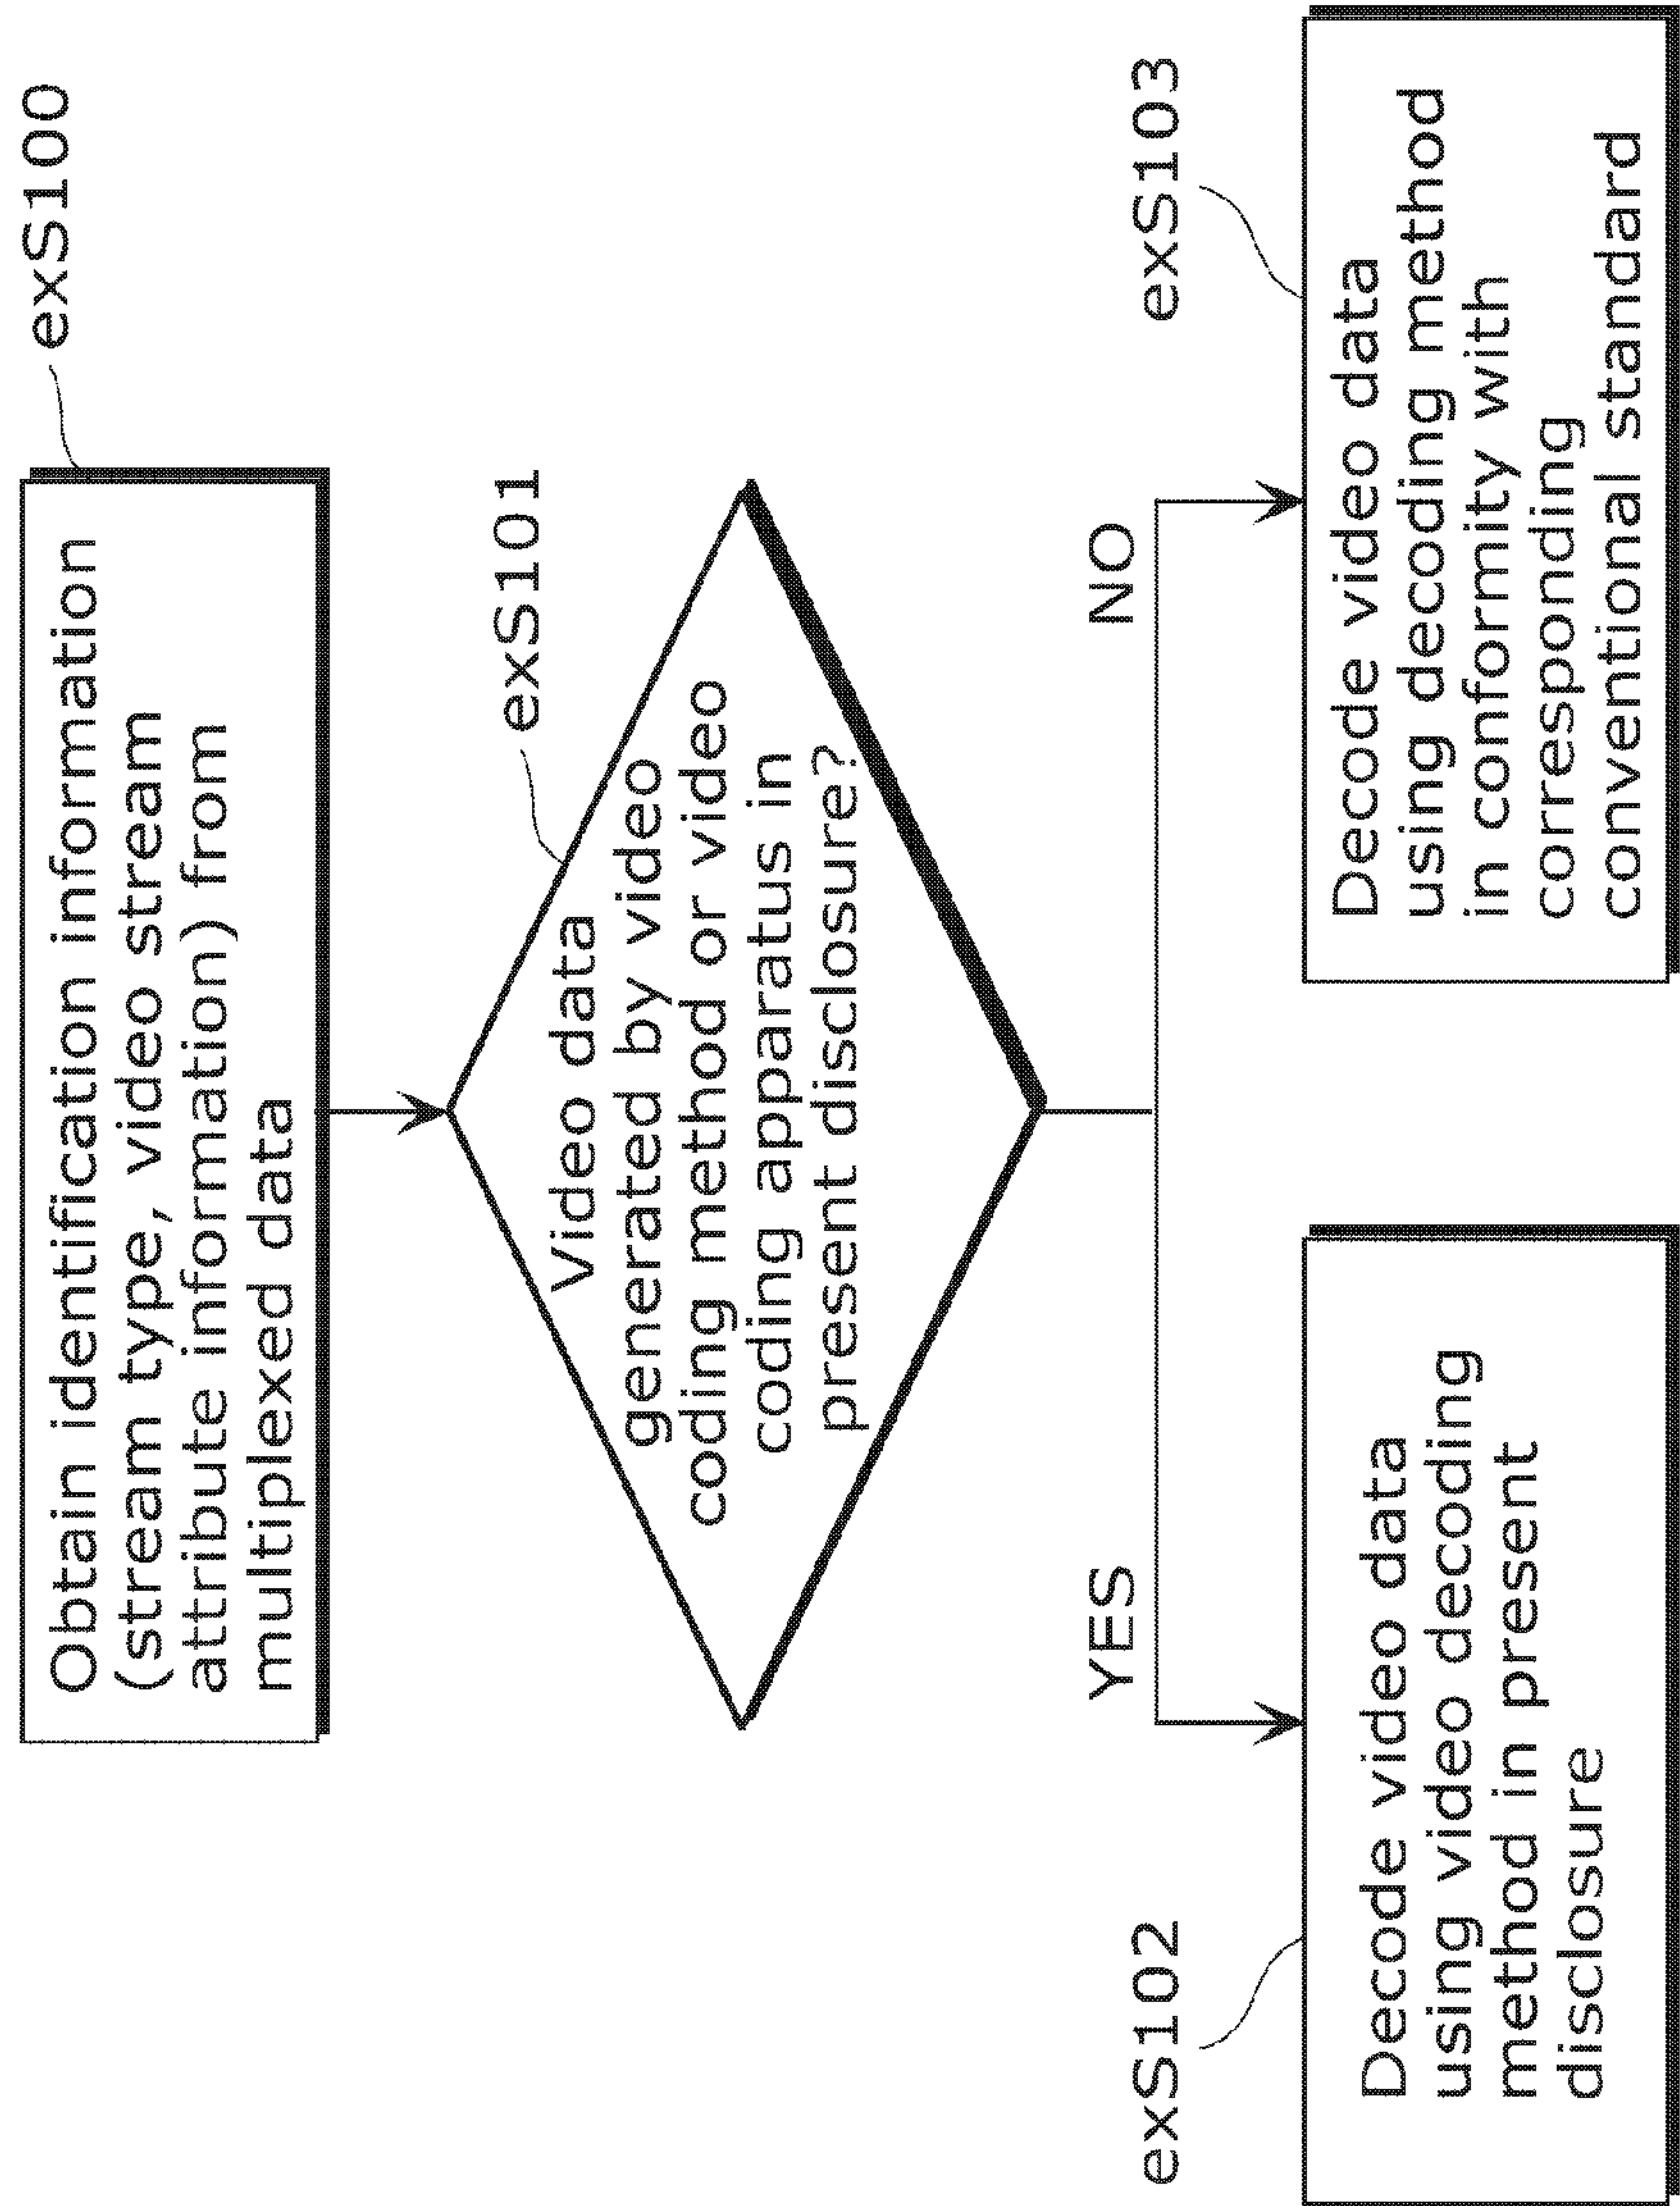 exS100
Obtain identification information
(stream type, video stream
attribute information) from
multiplexed data
exS101
Video data
generated by video
coding method or video
coding apparatus in
present disclosure?
YES
NO
exS102
Decode video data
using video decoding
method in present
disclosure
exS103
Decode video data
using decoding method
in conformity with
corresponding
conventional standard